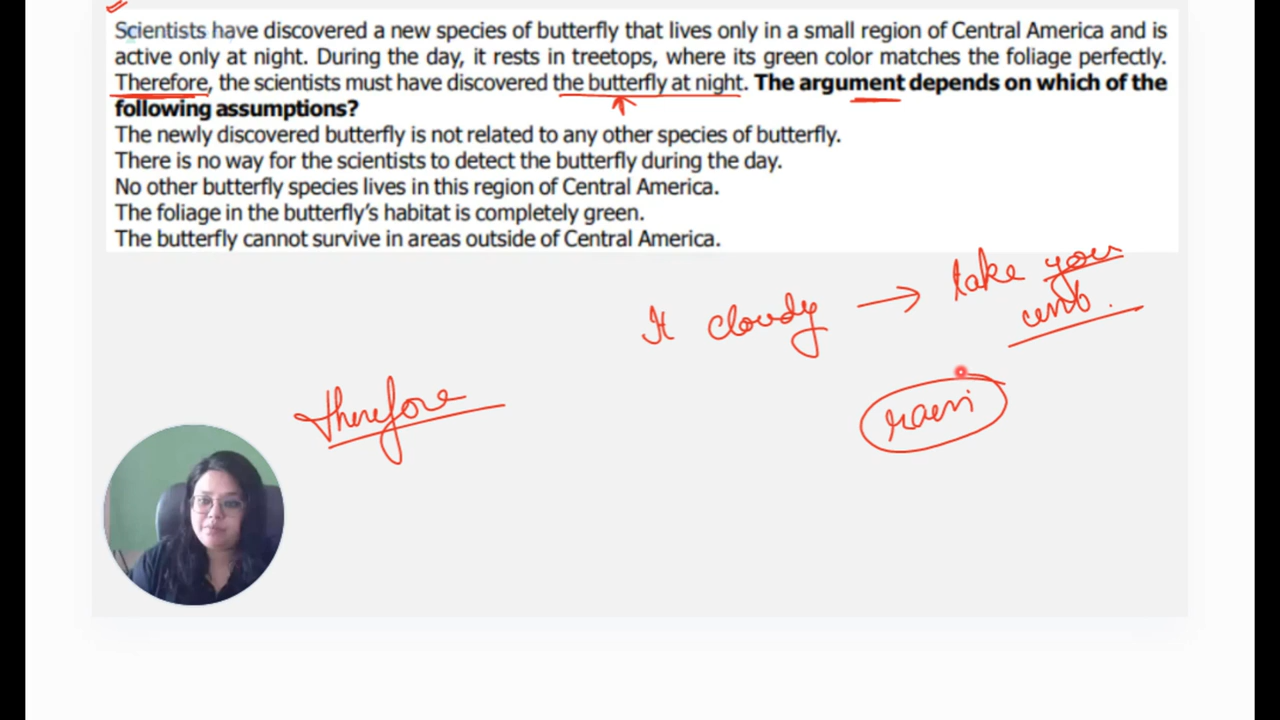 Scientists have discovered a new species of butterfly that lives only in a small region of Central America and is
active only at night. During the day, it rests in treetops, where its green color matches the foliage perfectly.
Therefore, the scientists must have discovered the butterfly at night. The argument depends on which of the
following assumptions?
The newly discovered butterfly is not related to any other species of butterfly.
There is no way for the scientists to detect the butterfly during the day.
No other butterfly species lives in this region of Central America.
The foliage in the butterfly's habitat is completely green.
The butterfly cannot survive in areas outside of Central America.
It cloudy → take your
umb.
therefore
rain